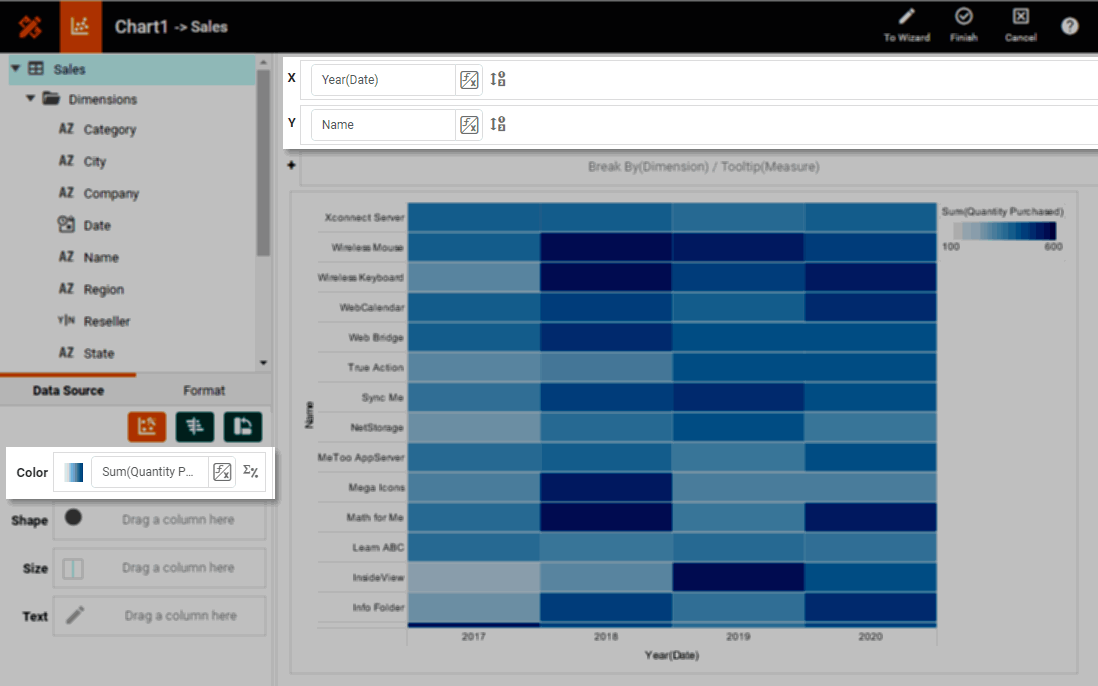 Chart1 -> Sales
To Wizard
Finish
Cancel
?
Sales
Dimensions
AZ Category
AZ City
AZ Company
Date
AZ Name
AZ Region
Y|N Reseller
AZ State
Data Source
Format
Color
Sum(Quantity P...
Shape
Drag a column here
Size
Drag a column here
Text
Drag a column here
X
Year(Date)
Y
Name
Break By(Dimension) / Tooltip(Measure)
Name
Xconnect Server
Wireless Mouse
Wireless Keyboard
WebCalendar
Web Bridge
True Action
Sync Me
NetStorage
MeToo AppServer
Mega Icons
Math for Me
Learn ABC
InsideView
Info Folder
2017
2018
2019
2020
Year(Date)
Sum(Quantity Purchased)
100
600